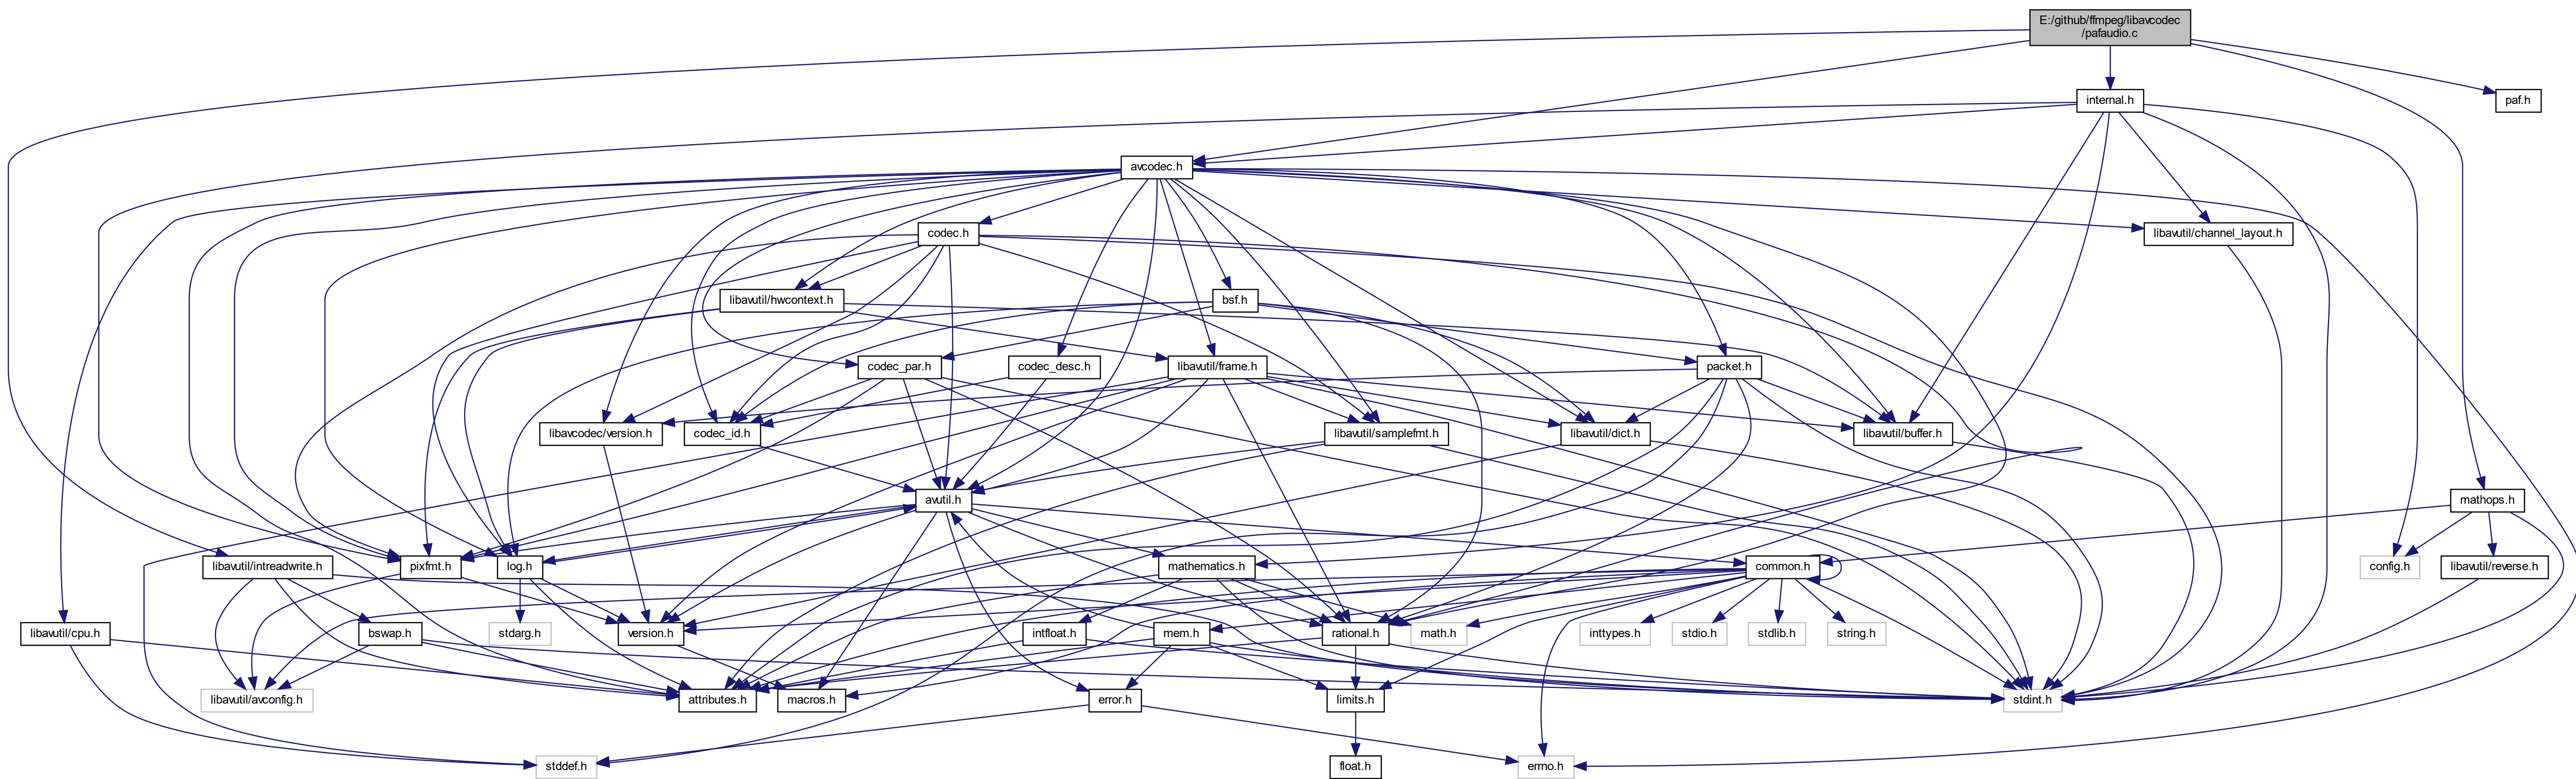 E:/github/ffmpeg/libavcodec
/pafaudio.c
internal.h
paf.h
avcodec.h
codec.h
libavutil/channel_layout.h
libavutil/hwcontext.h
bsf.h
codec_par.h
codec_desc.h
libavutil/frame.h
packet.h
libavcodec/version.h
codec_id.h
libavutil/samplefmt.h
libavutil/dict.h
libavutil/buffer.h
avutil.h
mathops.h
libavutil/intreadwrite.h
pixfmt.h
log.h
mathematics.h
common.h
config.h
libavutil/reverse.h
libavutil/cpu.h
bswap.h
stdarg.h
version.h
intfloat.h
mem.h
rational.h
math.h
inttypes.h
stdio.h
stdlib.h
string.h
libavutil/avconfig.h
attributes.h
macros.h
error.h
limits.h
stdint.h
stddef.h
float.h
errno.h